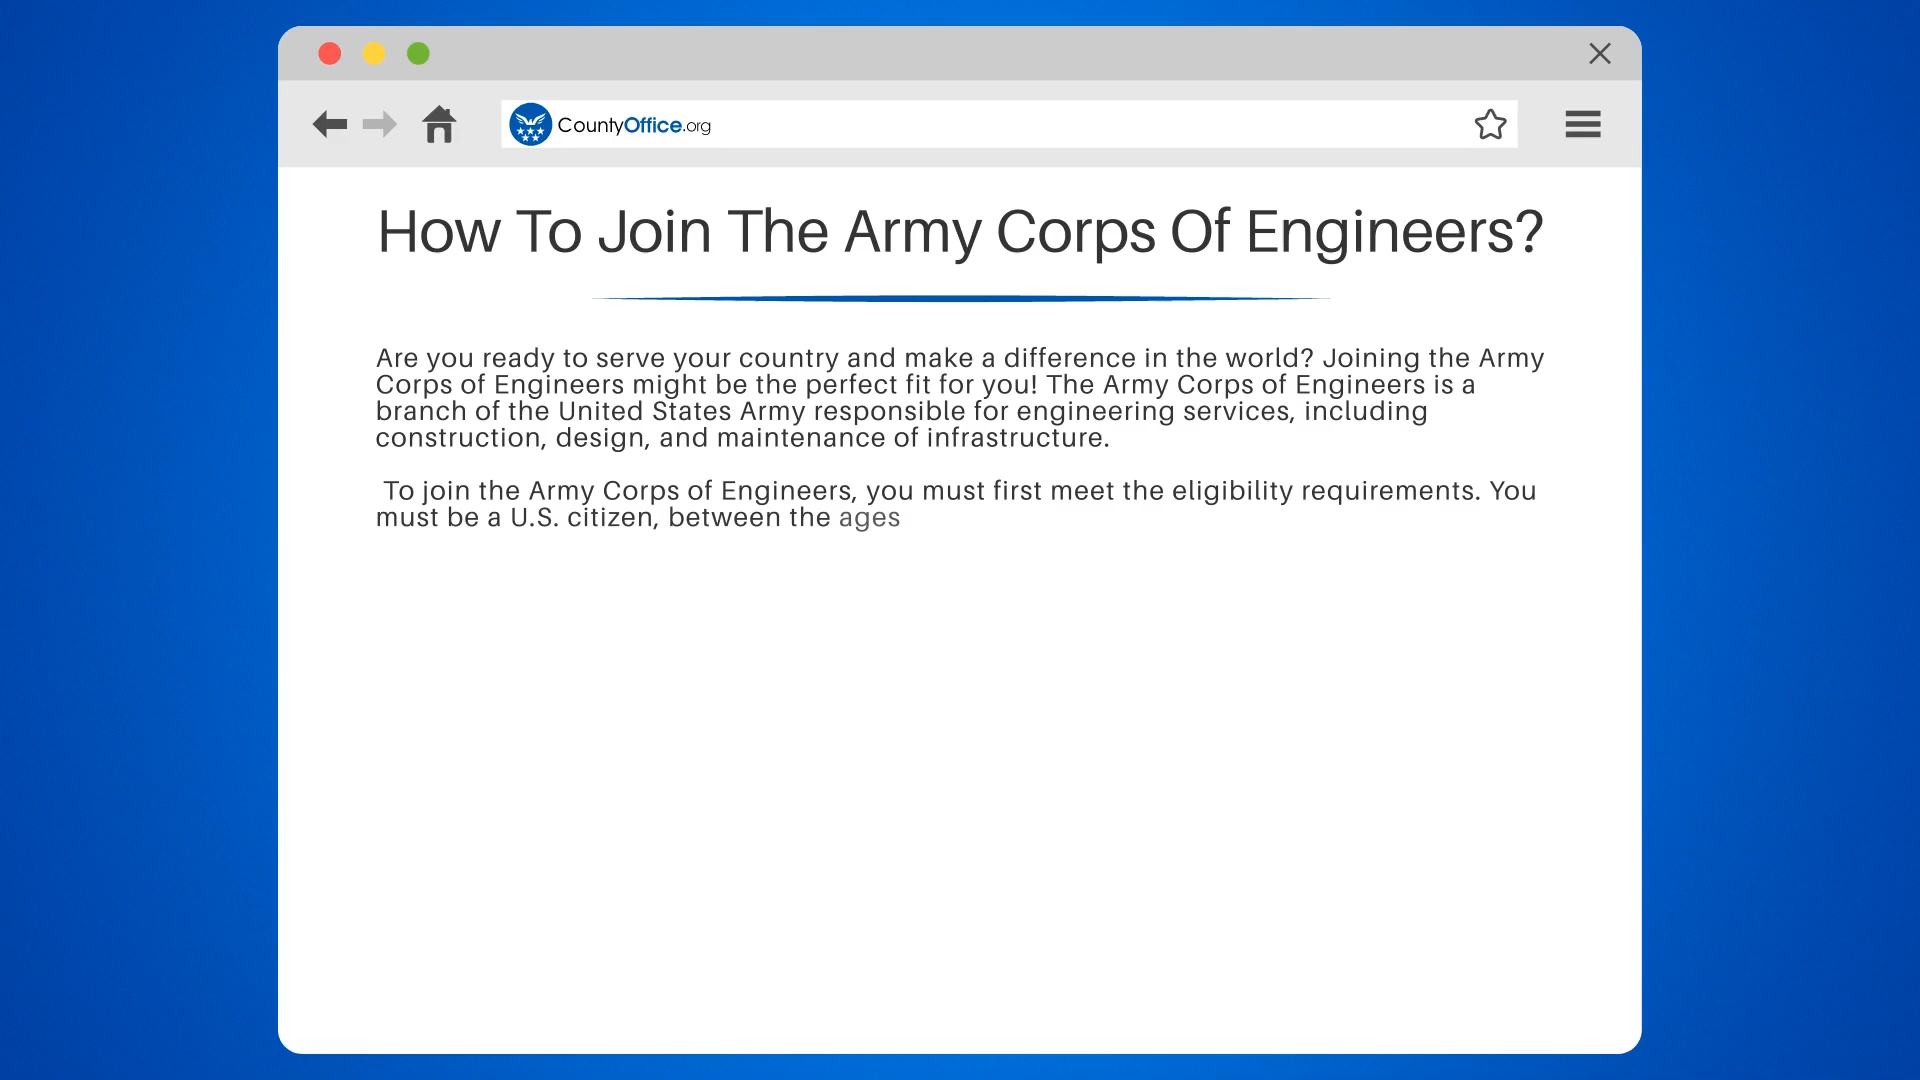 CountyOffice.org
How To Join The Army Corps Of Engineers?
Are you ready to serve your country and make a difference in the world? Joining the Army
Corps of Engineers might be the perfect fit for you! The Army Corps of Engineers is a
branch of the United States Army responsible for engineering services, including
construction, design, and maintenance of infrastructure.
To join the Army Corps of Engineers, you must first meet the eligibility requirements. You
must be a U.S. citizen, between the ages